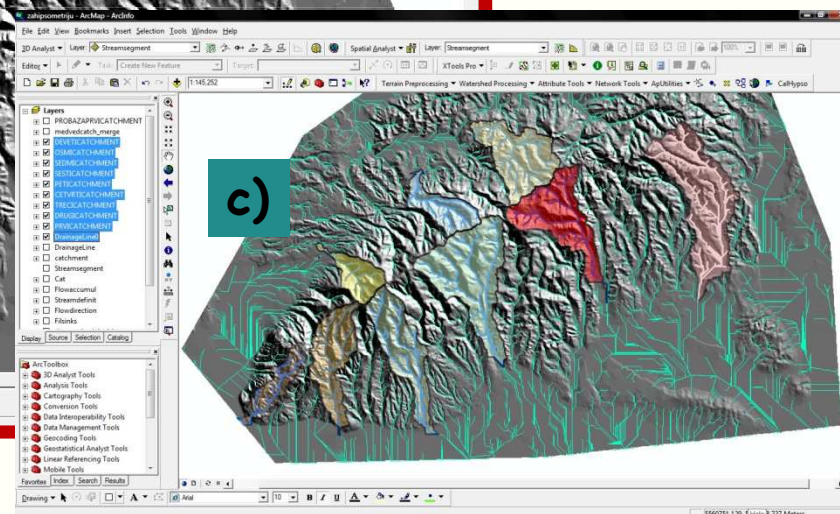 zahipsometriju - ArcMap - ArcInfo
File Edit View Bookmarks Insert Selection Tools Window Help
3D Analyst Layer: Streamsegment Spatial Analyst Layer: Streamsegment 100%
Editor Task: Create New Feature Target: XTools Pro
1:145,252 Terrain Preprocessing Watershed Processing Attribute Tools Network Tools ApUtilities CalHypso
Layers
PROBAZAPRVICATCHMENT
medvedcatch_merge
DEVETICATCHMENT
OSMICATCHMENT
SEDMICATCHMENT
SESTICATCHMENT
PETICATCHMENT
CETVRTICATCHMENT
TRECICATCHMENT
DRUGICATCHMENT
PRVICATCHMENT
DrainageLine0
DrainageLine
catchment
Streamsegment
Cat
Flowaccumul
Streamdefinit
Flowdirection
Filsinks
Display Source Selection Catalog
ArcToolbox
3D Analyst Tools
Analysis Tools
Cartography Tools
Conversion Tools
Data Interoperability Tools
Data Management Tools
Geocoding Tools
Geostatistical Analyst Tools
Linear Referencing Tools
Mobile Tools
Favorites Index Search Results
c)
Drawing A Arial 10 B I U A
Meters